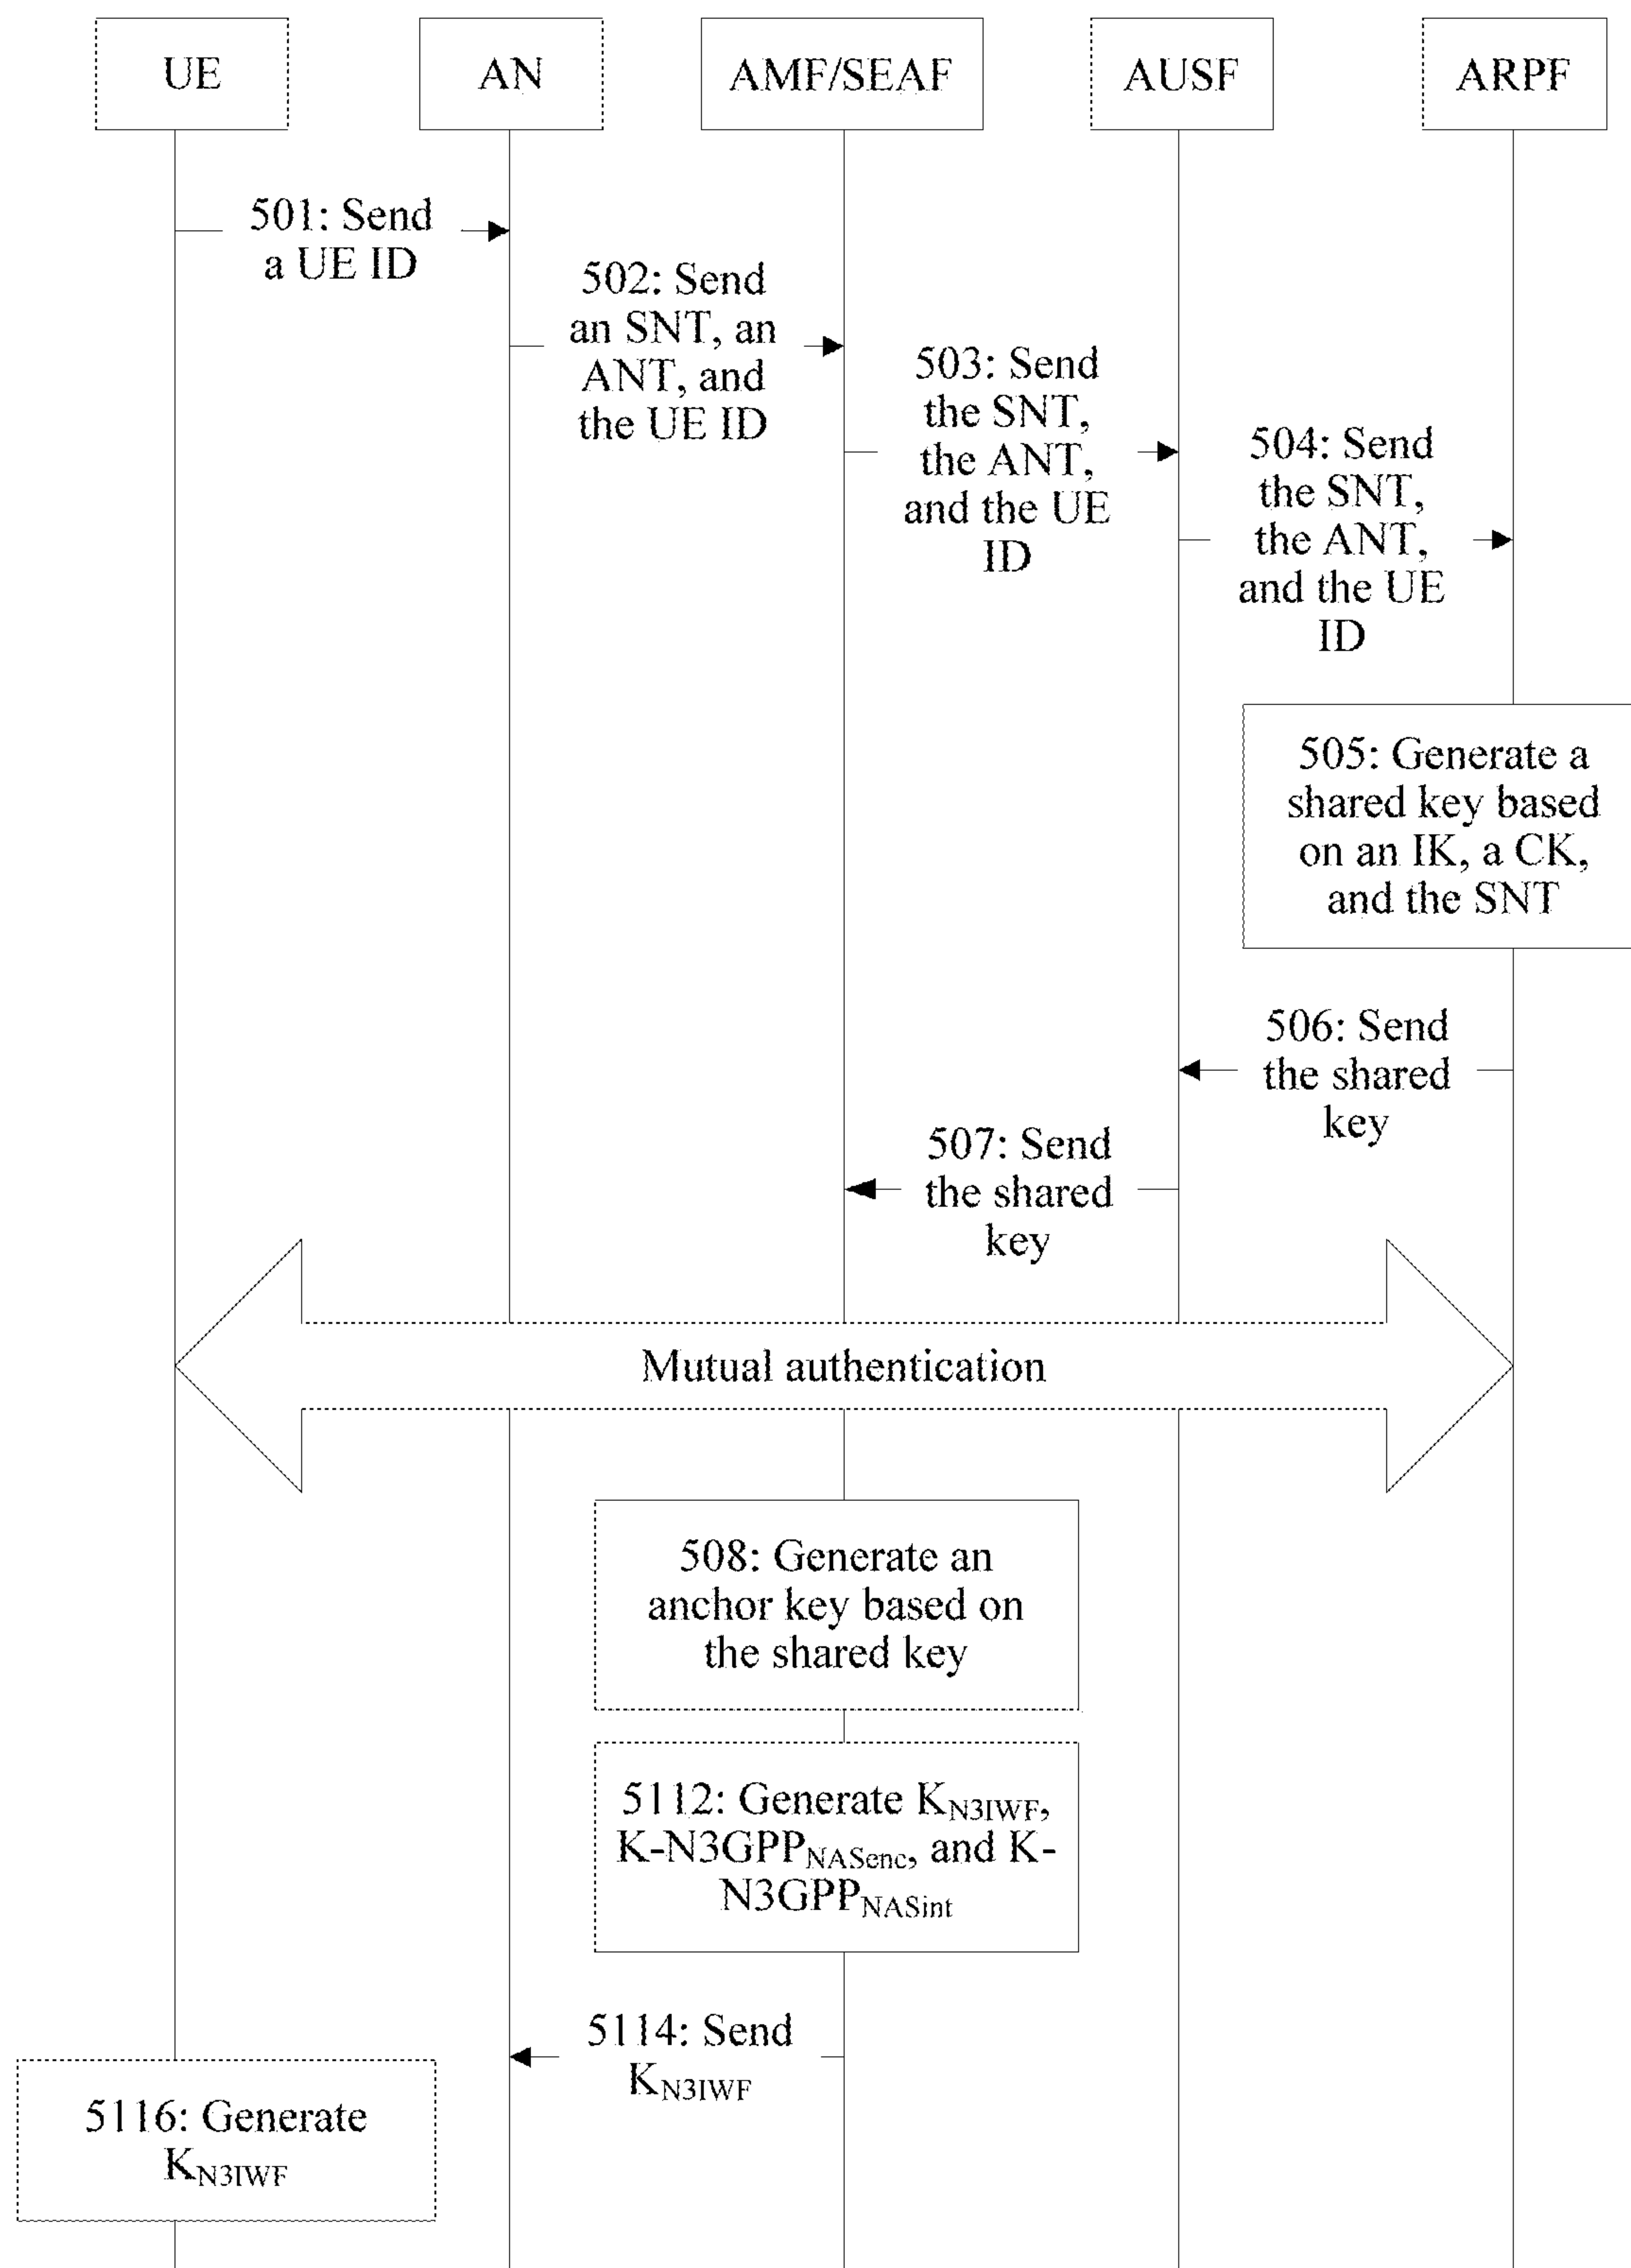 UE
AN
AMF/SEAF
AUSF
ARPF
501: Send
a UE ID
502: Send
an SNT, an
ANT, and
the UE ID
503: Send
the SNT,
the ANT,
and the UE
ID
504: Send
the SNT,
the ANT,
and the UE
ID
505: Generate a
shared key based
on an IK, a CK,
and the SNT
506: Send
the shared
key
507: Send
the shared
key
Mutual authentication
508: Generate an
anchor key based on
the shared key
5112: Generate KN3IWF,
K-N3GPPNASenc, and K-
N3GPPNASint
5114: Send
KN3IWF
5116: Generate
KN3IWF